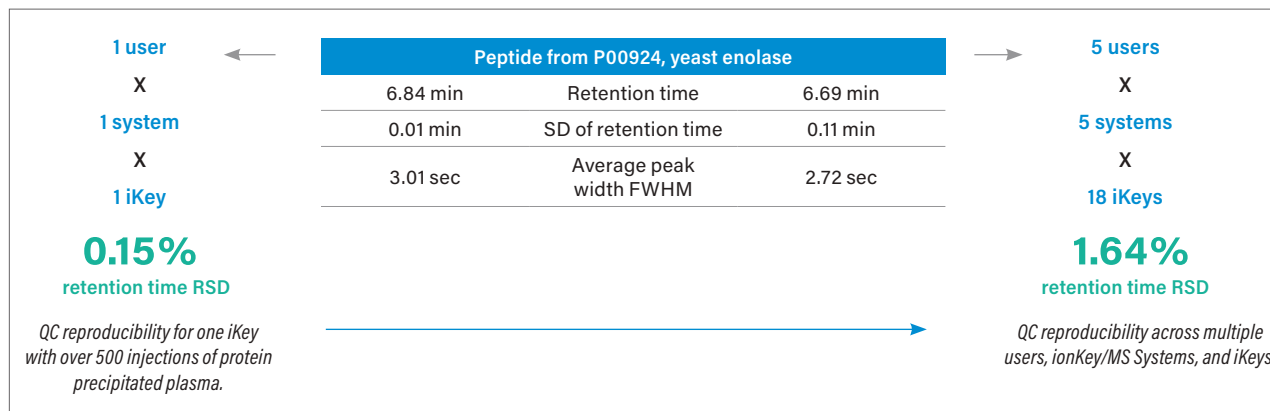 1 user
X
1 system
X
1 iKey
0.15%
retention time RSD
QC reproducibility for one iKey
with over 500 injections of protein
precipitated plasma.
Peptide from P00924, yeast enolase
6.84 min Retention time 6.69 min
0.01 min SD of retention time 0.11 min
3.01 sec Average peak width FWHM 2.72 sec
5 users
X
5 systems
X
18 iKeys
1.64%
retention time RSD
QC reproducibility across multiple
users, ionKey/MS Systems, and iKeys